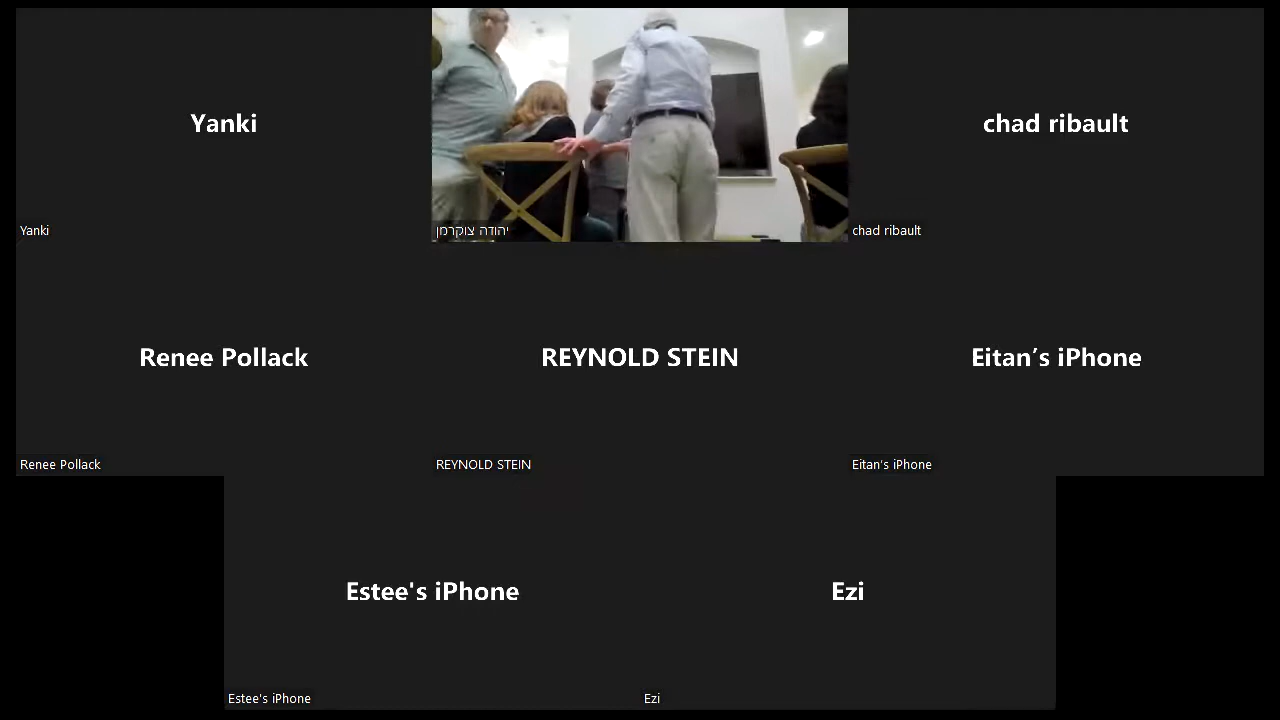 Yanki
chad ribault
Yanki
יהודה צוקרמן
chad ribault
Renee Pollack
REYNOLD STEIN
Eitan’s iPhone
Renee Pollack
REYNOLD STEIN
Eitan's iPhone
Estee's iPhone
Ezi
Estee's iPhone
Ezi